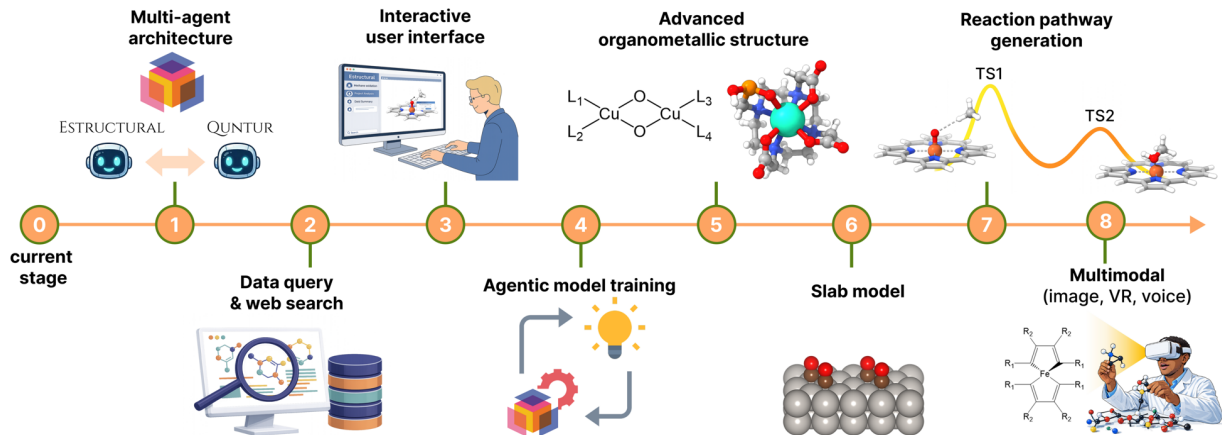 Multi-agent
architecture
ESTRUCTURAL
QUNTUR
Interactive
user interface
Estructural
Advanced
organometallic structure
L1
O
L3
Cu
Cu
L2
O
L4
Reaction pathway
generation
TS1
TS2
0
1
2
3
4
5
6
7
8
current
stage
Data query
& web search
Agentic model training
Slab model
Multimodal
(image, VR, voice)
R2
R2
R1
R1
Fe
R1
R1
R2
R2